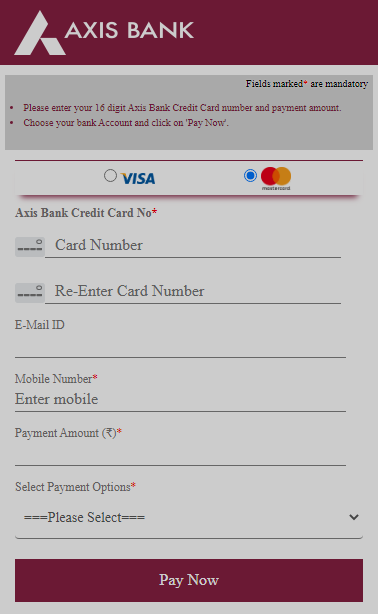 AXIS BANK
Fields marked* are mandatory
Please enter your 16 digit Axis Bank Credit Card number and payment amount.
Choose your bank Account and click on 'Pay Now'.
VISA
mastercard
Axis Bank Credit Card No*
Card Number
Re-Enter Card Number
E-Mail ID
Mobile Number*
Enter mobile
Payment Amount (₹)*
Select Payment Options*
===Please Select===
Pay Now